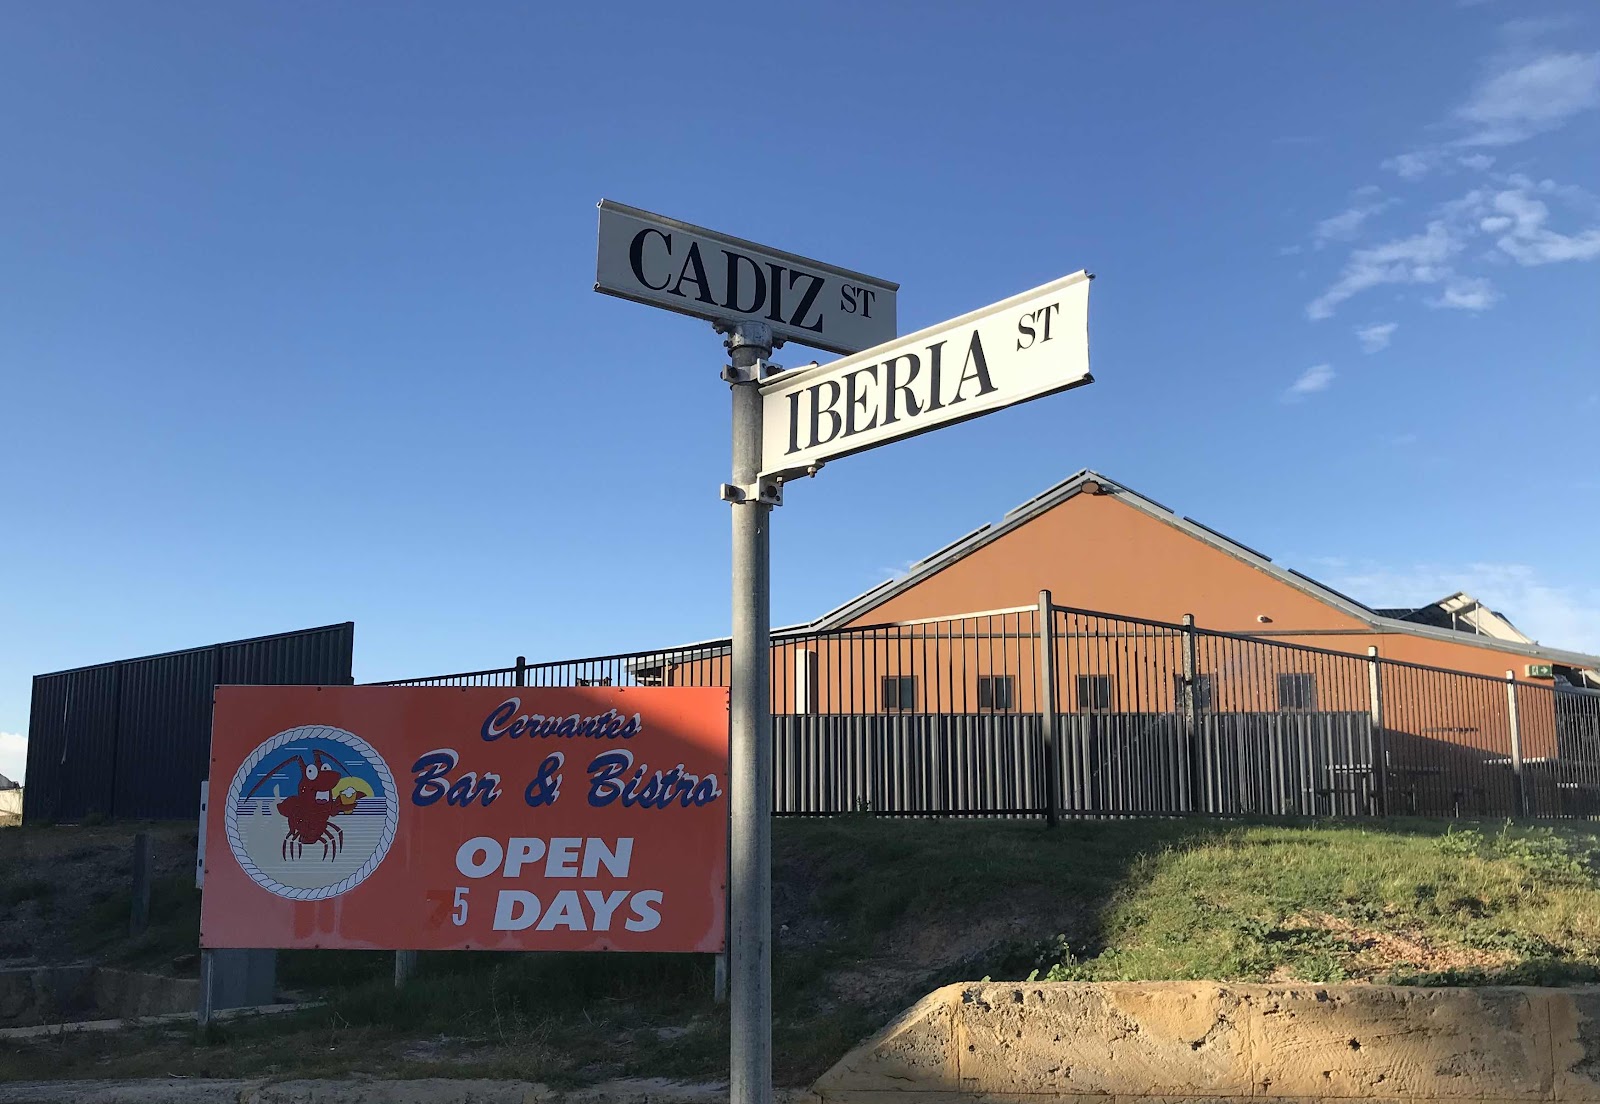 CADIZ ST
IBERIA ST
Cervantes
Bar & Bistro
OPEN
5 DAYS